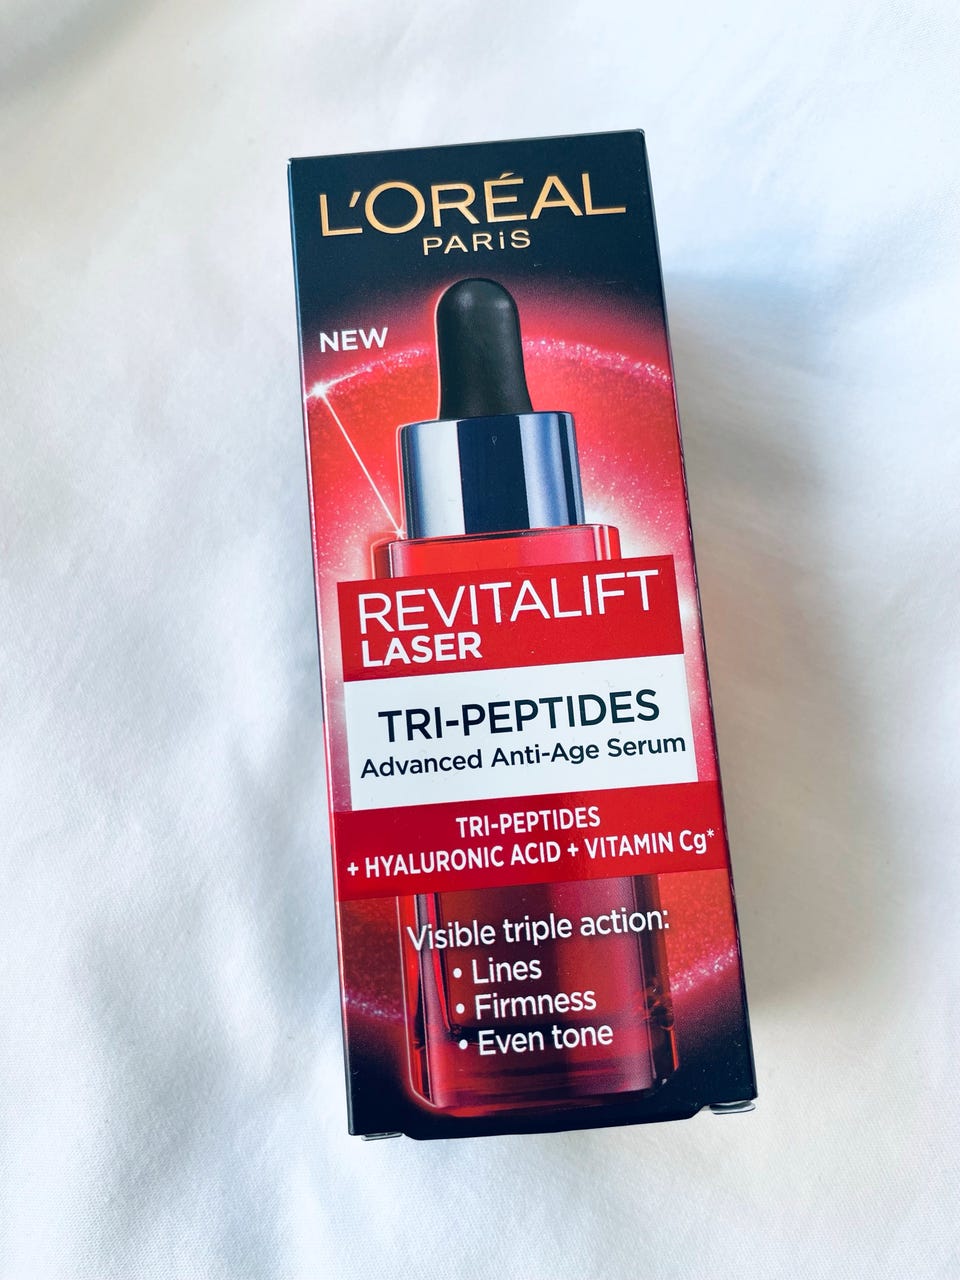 L'ORÉAL
PARiS
NEW
REVITALIFT
LASER
TRI-PEPTIDES
Advanced Anti-Age Serum
TRI-PEPTIDES
+ HYALURONIC ACID + VITAMIN Cg*
Visible triple action:
• Lines
• Firmness
• Even tone